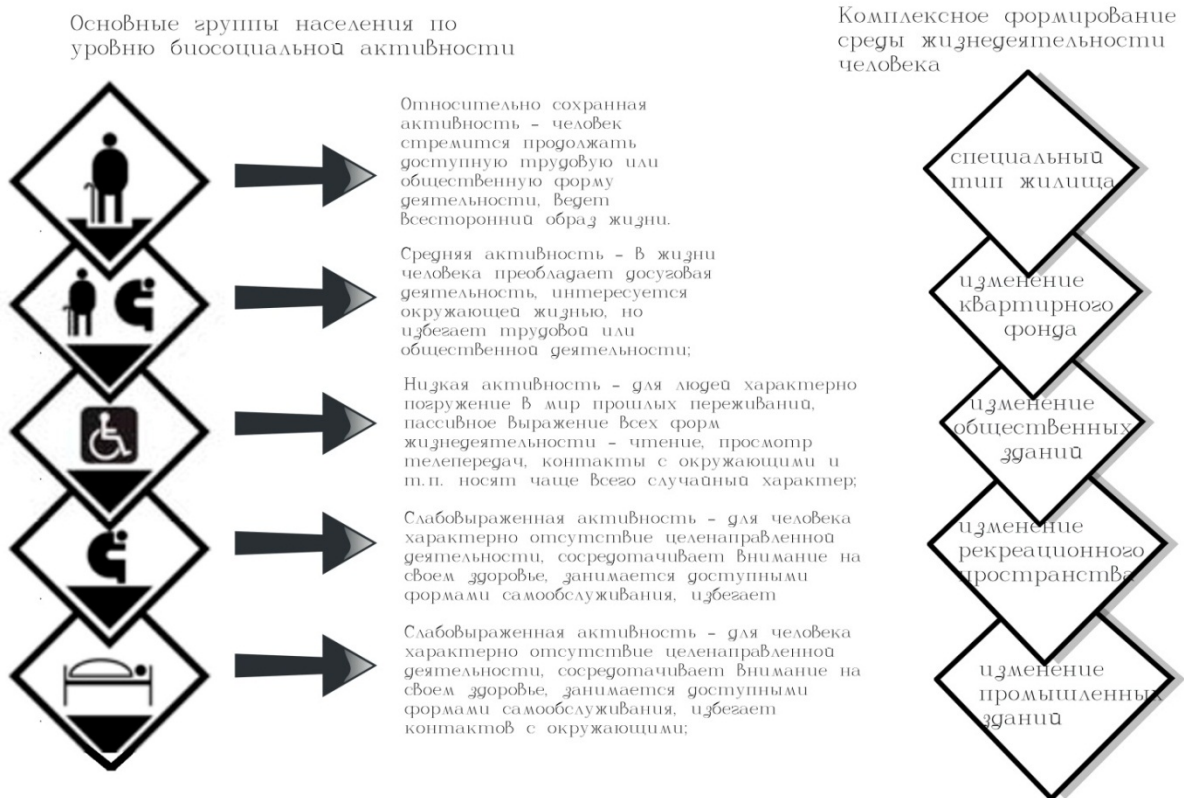 Основные группы населения по
уровню биосоциальной активности
Относительно сохранная
активность – человек
стремится продолжать
доступную трудовую или
общественную форму
деятельности, ведет
всесторонний образ жизни.
Средняя активность – в жизни
человека преобладает досуговая
деятельность, интересуется
окружающей жизнью, но
избегает трудовой или
общественной деятельности;
Низкая активность – для людей характерно
погружение в мир прошлых переживаний,
пассивное выражение всех форм
жизнедеятельности – чтение, просмотр
телепередач, контакты с окружающими и
т.п. носят чаще всего случайный характер;
Слабовыраженная активность – для человека
характерно отсутствие целенаправленной
деятельности, сосредотачивает внимание на
своем здоровье, занимается доступными
формами самообслуживания, избегает
Слабовыраженная активность – для человека
характерно отсутствие целенаправленной
деятельности, сосредотачивает внимание на
своем здоровье, занимается доступными
формами самообслуживания, избегает
контактов с окружающими;
Комплексное формирование
среды жизнедеятельности
человека
специальный
тип жилища
изменение
квартирного
фонда
изменение
общественных
зданий
изменение
рекреационного
пространства
изменение
промышленных
зданий